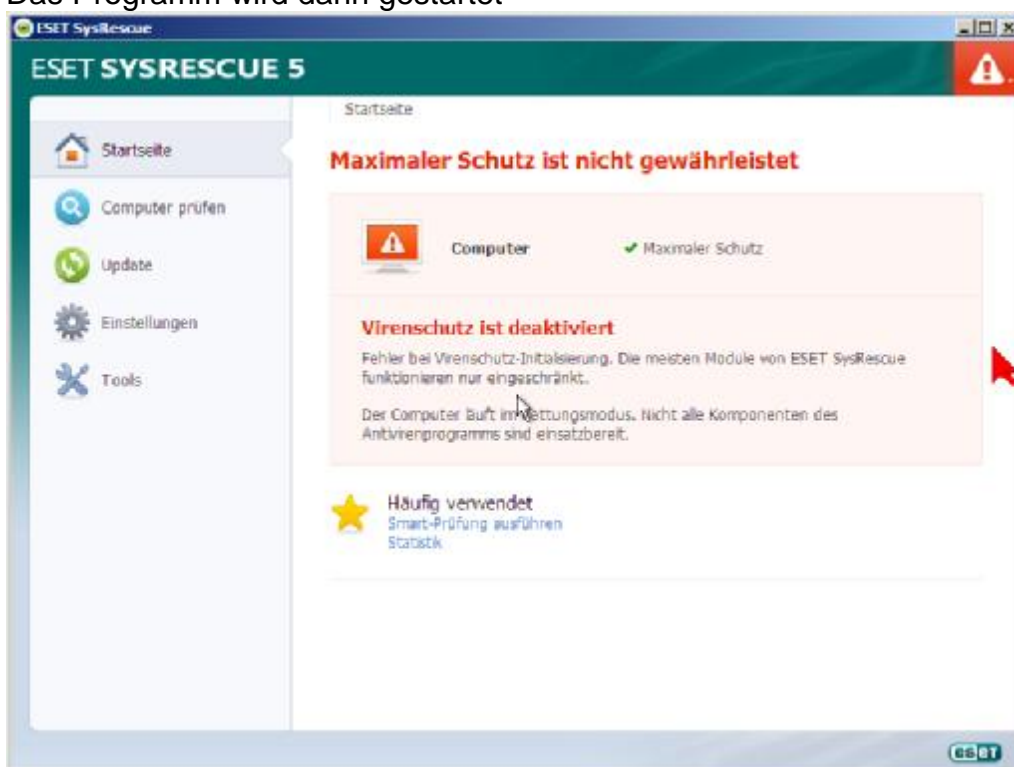 Das Programm wird dann gestartet
ESET SysRescue
ESET SYSRESCUE 5
Startseite
Startseite
Maximaler Schutz ist nicht gewährleistet
Computer prüfen
Computer
Maximaler Schutz
Update
Einstellungen
Virenschutz ist deaktiviert
Fehler bei Virenschutz-Initialsierung. Die meisten Module von ESET SysRescue
funktionieren nur eingeschränkt.
Tools
Der Computer läuft im Rettungsmodus. Nicht alle Komponenten des
Antivirenprogramms sind einsatzbereit.
Häufig verwendet
Smart-Prüfung ausführen
Statistik
eseT